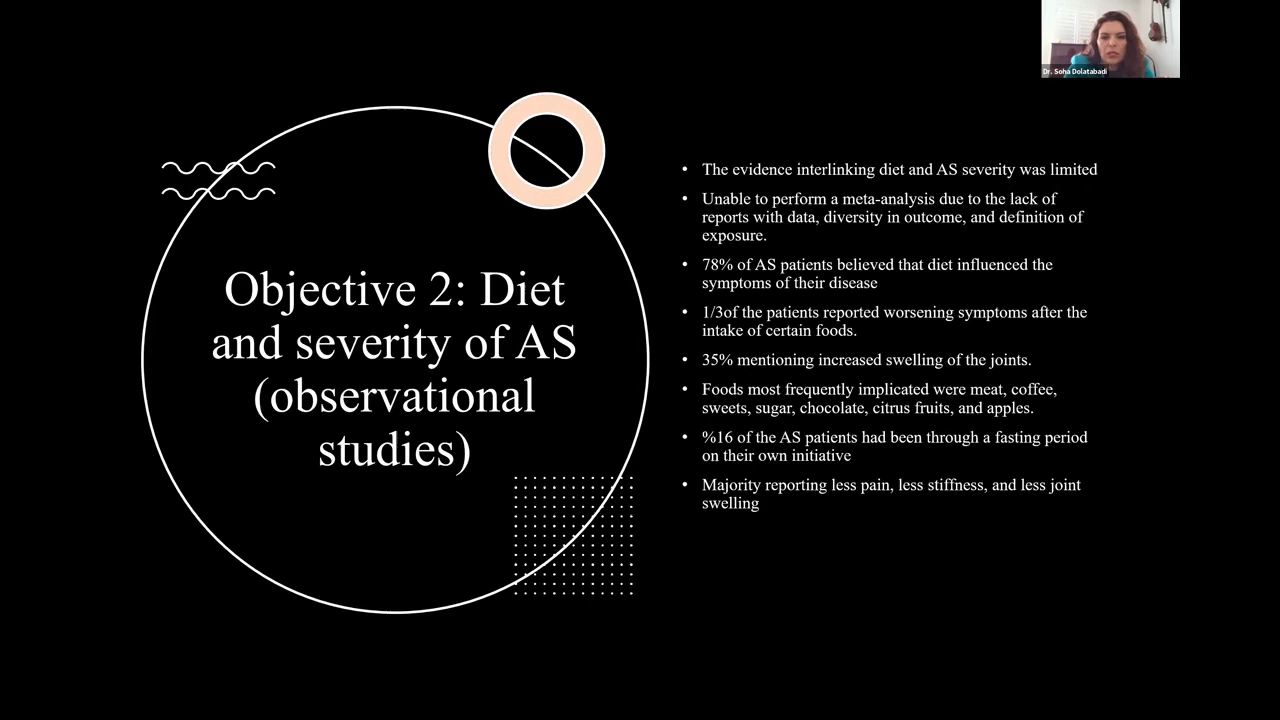 Dr. Soha Dolatabadi
Objective 2: Diet
and severity of AS
(observational
studies)
• The evidence interlinking diet and AS severity was limited
• Unable to perform a meta-analysis due to the lack of
reports with data, diversity in outcome, and definition of
exposure.
• 78% of AS patients believed that diet influenced the
symptoms of their disease
• 1/3of the patients reported worsening symptoms after the
intake of certain foods.
• 35% mentioning increased swelling of the joints.
• Foods most frequently implicated were meat, coffee,
sweets, sugar, chocolate, citrus fruits, and apples.
• %16 of the AS patients had been through a fasting period
on their own initiative
• Majority reporting less pain, less stiffness, and less joint
swelling